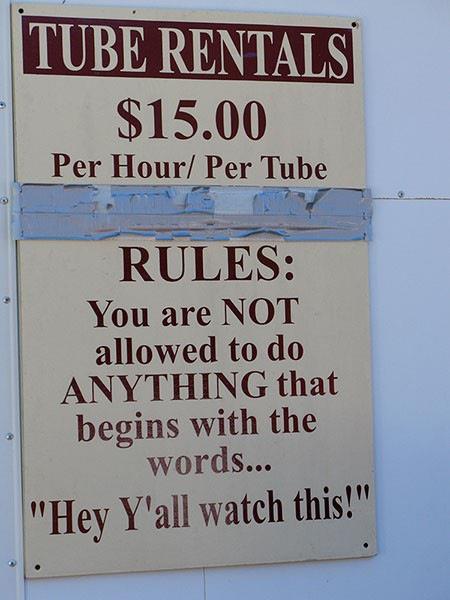 TUBE RENTALS
$15.00
Per Hour/ Per Tube
RULES:
You are NOT
allowed to do
ANYTHING that
begins with the
words...
"Hey Y'all watch this!"